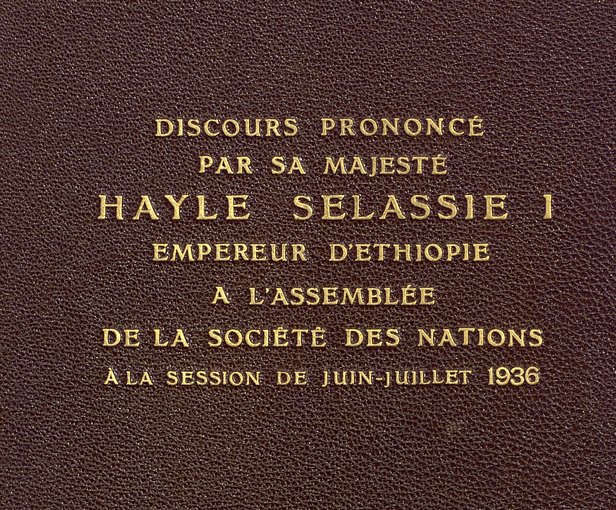 DISCOURS PRONONCÉ
PAR SA MAJESTÉ
HAYLE SELASSIE I
EMPEREUR D'ETHIOPIE
A L'ASSEMBLÉE
DE LA SOCIÉTÉ DES NATIONS
À LA SESSION DE JUIN-JUILLET 1936